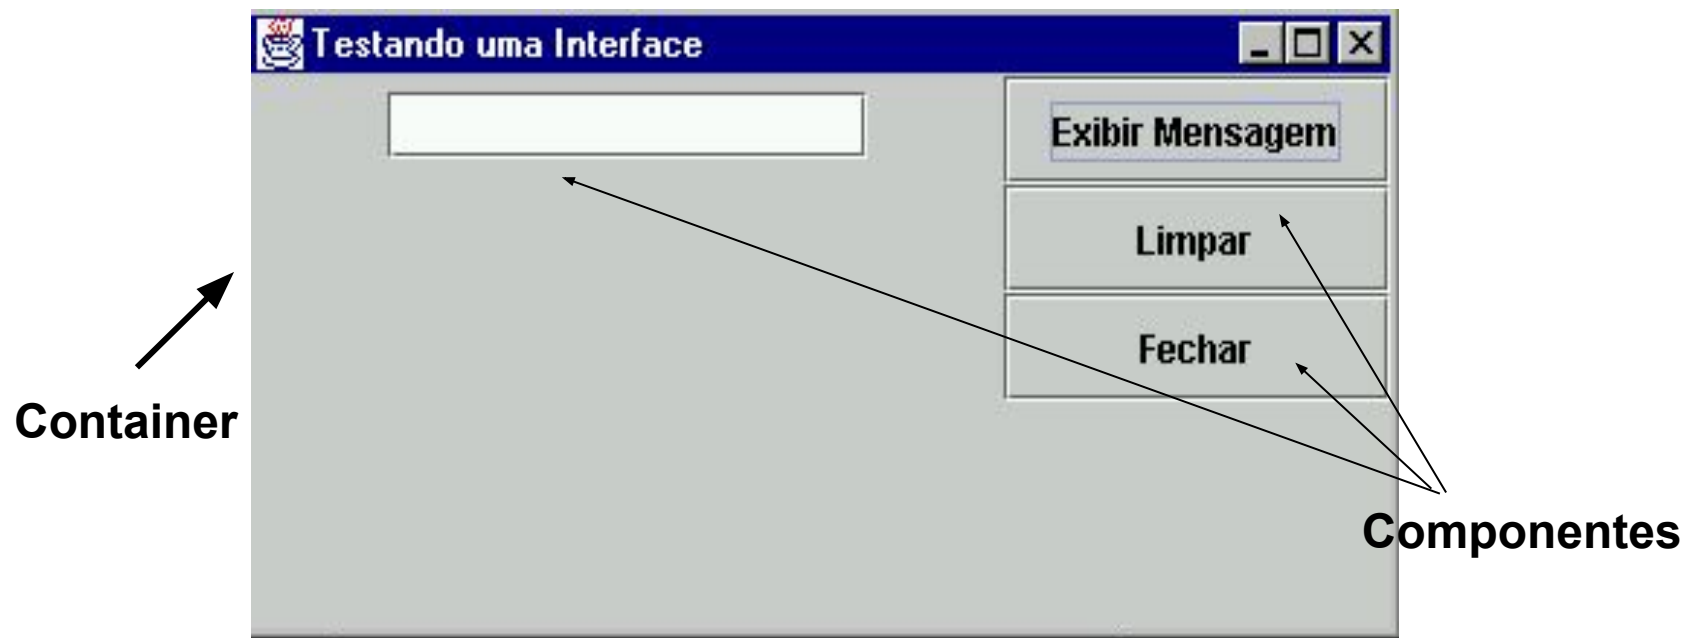 Testando uma Interface
Exibir Mensagem
Limpar
Fechar
Container
Componentes